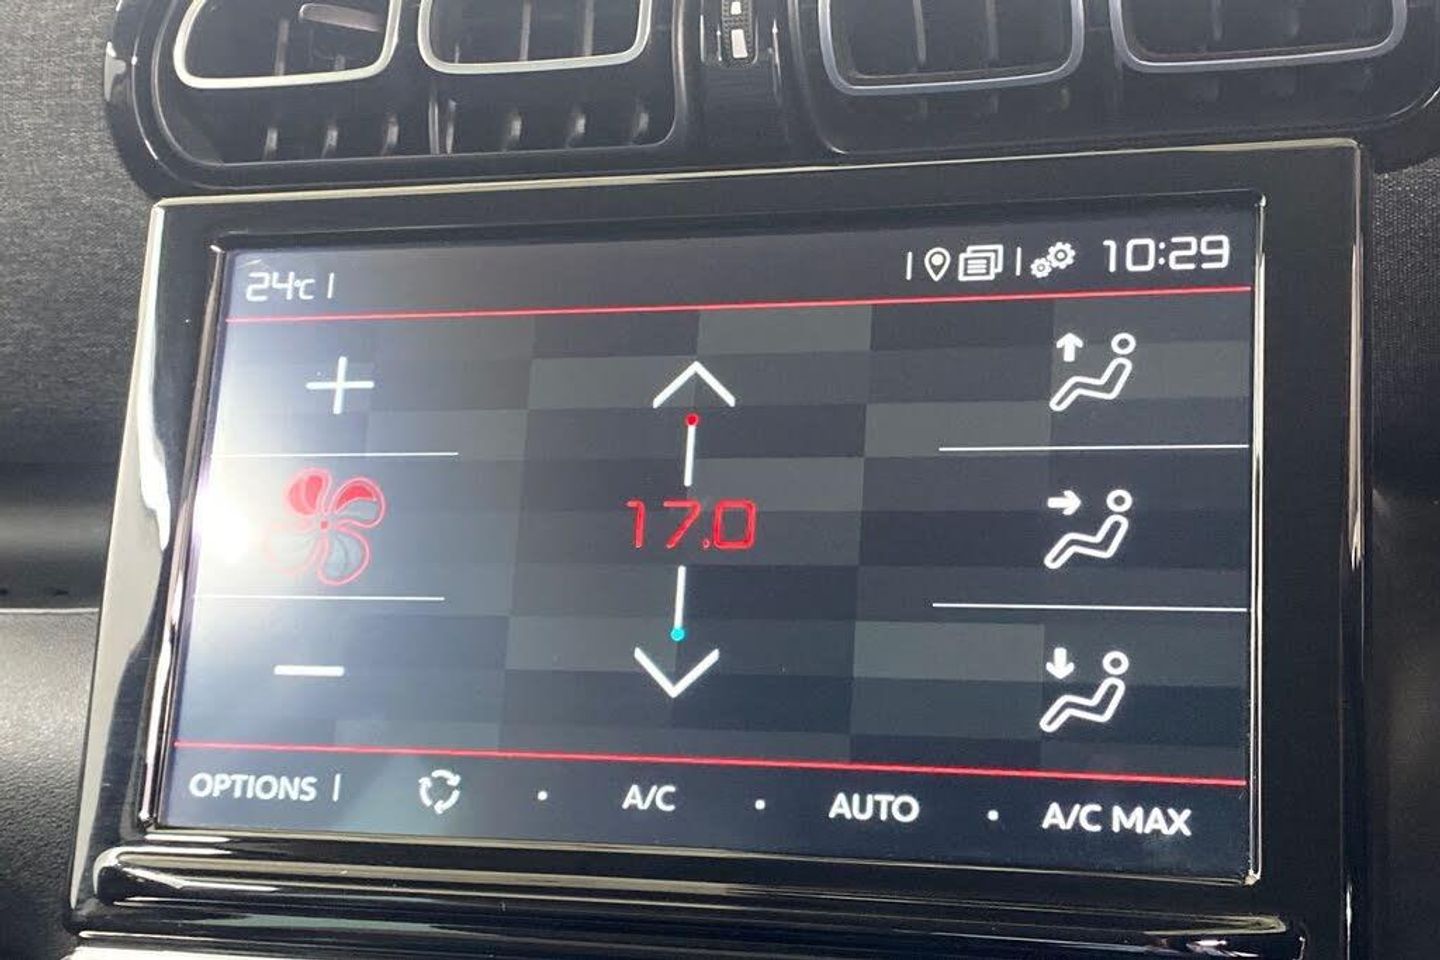 24°C
10:29
17.0
OPTIONS
A/C
AUTO
A/C MAX